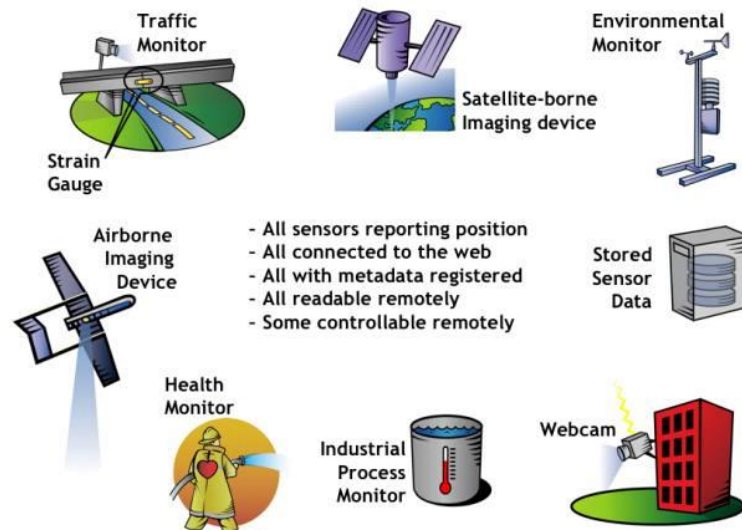 Traffic
Monitor
Environmental
Monitor
Satellite-borne
Imaging device
Strain
Gauge
Airborne
Imaging
Device
- All sensors reporting position
- All connected to the web
- All with metadata registered
- All readable remotely
- Some controllable remotely
Stored
Sensor
Data
Health
Monitor
Industrial
Process
Monitor
Webcam